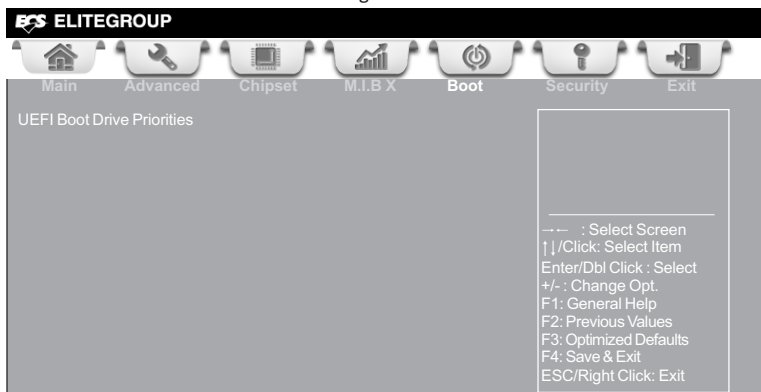 ECS ELITEGROUP
Main Advanced Chipset M.I.B X Boot Security Exit
UEFI Boot Drive Priorities
→← : Select Screen
↑↓/Click: Select Item
Enter/Dbl Click : Select
+/- : Change Opt.
F1: General Help
F2: Previous Values
F3: Optimized Defaults
F4: Save & Exit
ESC/Right Click: Exit